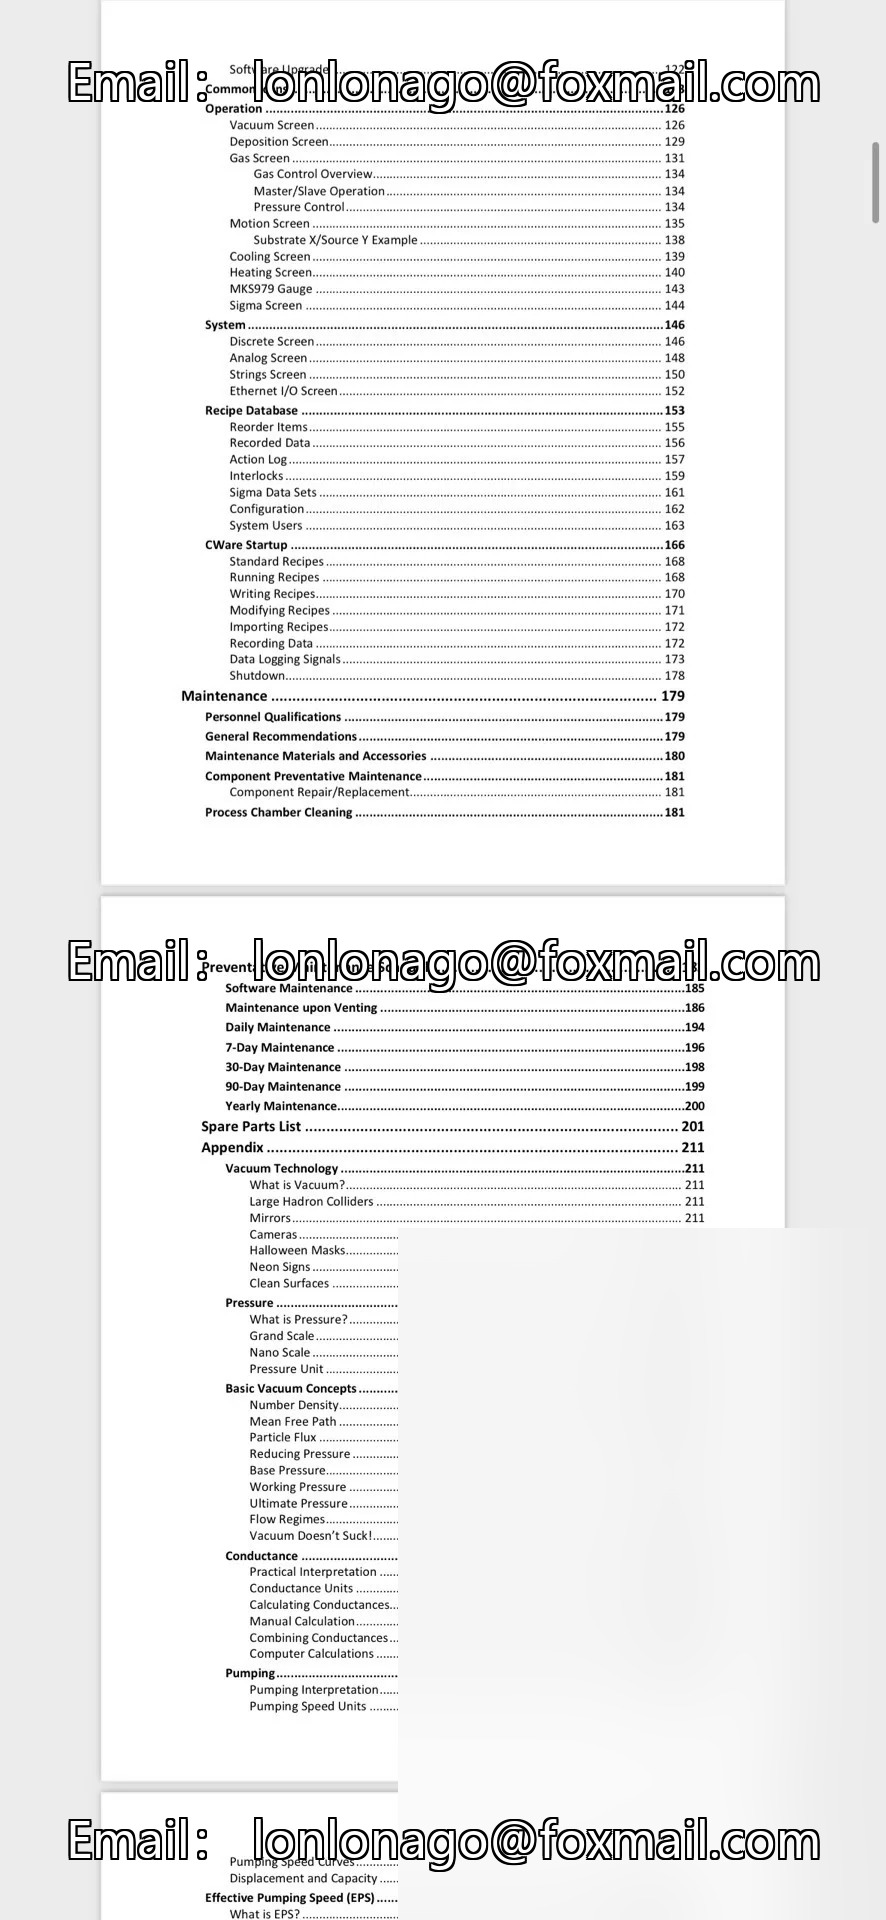 Software Upgrade ........ 122
Email： lonlonago@foxmail.com
Common
Operation ........ 126
Vacuum Screen ........ 126
Deposition Screen ........ 129
Gas Screen ........ 131
Gas Control Overview ........ 134
Master/Slave Operation ........ 134
Pressure Control ........ 134
Motion Screen ........ 135
Substrate X/Source Y Example ........ 138
Cooling Screen ........ 139
Heating Screen ........ 140
MKS979 Gauge ........ 143
Sigma Screen ........ 144
System ........ 146
Discrete Screen ........ 146
Analog Screen ........ 148
Strings Screen ........ 150
Ethernet I/O Screen ........ 152
Recipe Database ........ 153
Reorder Items ........ 155
Recorded Data ........ 156
Action Log ........ 157
Interlocks ........ 159
Sigma Data Sets ........ 161
Configuration ........ 162
System Users ........ 163
CWare Startup ........ 166
Standard Recipes ........ 168
Running Recipes ........ 168
Writing Recipes ........ 170
Modifying Recipes ........ 171
Importing Recipes ........ 172
Recording Data ........ 172
Data Logging Signals ........ 173
Shutdown ........ 178
Maintenance ........ 179
Personnel Qualifications ........ 179
General Recommendations ........ 179
Maintenance Materials and Accessories ........ 180
Component Preventative Maintenance ........ 181
Component Repair/Replacement ........ 181
Process Chamber Cleaning ........ 181
Email： lonlonago@foxmail.com
Software Maintenance ........ 185
Maintenance upon Venting ........ 186
Daily Maintenance ........ 194
7-Day Maintenance ........ 196
30-Day Maintenance ........ 198
90-Day Maintenance ........ 199
Yearly Maintenance ........ 200
Spare Parts List ........ 201
Appendix ........ 211
Vacuum Technology ........ 211
What is Vacuum? ........ 211
Large Hadron Colliders ........ 211
Mirrors ........ 211
Cameras ........
Halloween Masks ........
Neon Signs ........
Clean Surfaces ........
Pressure ........
What is Pressure? ........
Grand Scale ........
Nano Scale ........
Pressure Unit ........
Basic Vacuum Concepts ........
Number Density ........
Mean Free Path ........
Particle Flux ........
Reducing Pressure ........
Base Pressure ........
Working Pressure ........
Ultimate Pressure ........
Flow Regimes ........
Vacuum Doesn’t Suck! ........
Conductance ........
Practical Interpretation ........
Conductance Units ........
Calculating Conductances ........
Manual Calculation ........
Combining Conductances ........
Computer Calculations ........
Pumping ........
Pumping Interpretation ........
Pumping Speed Units ........
Email： lonlonago@foxmail.com
Pumping Speed Curves ........
Displacement and Capacity ........
Effective Pumping Speed (EPS) ........
What is EPS? ........